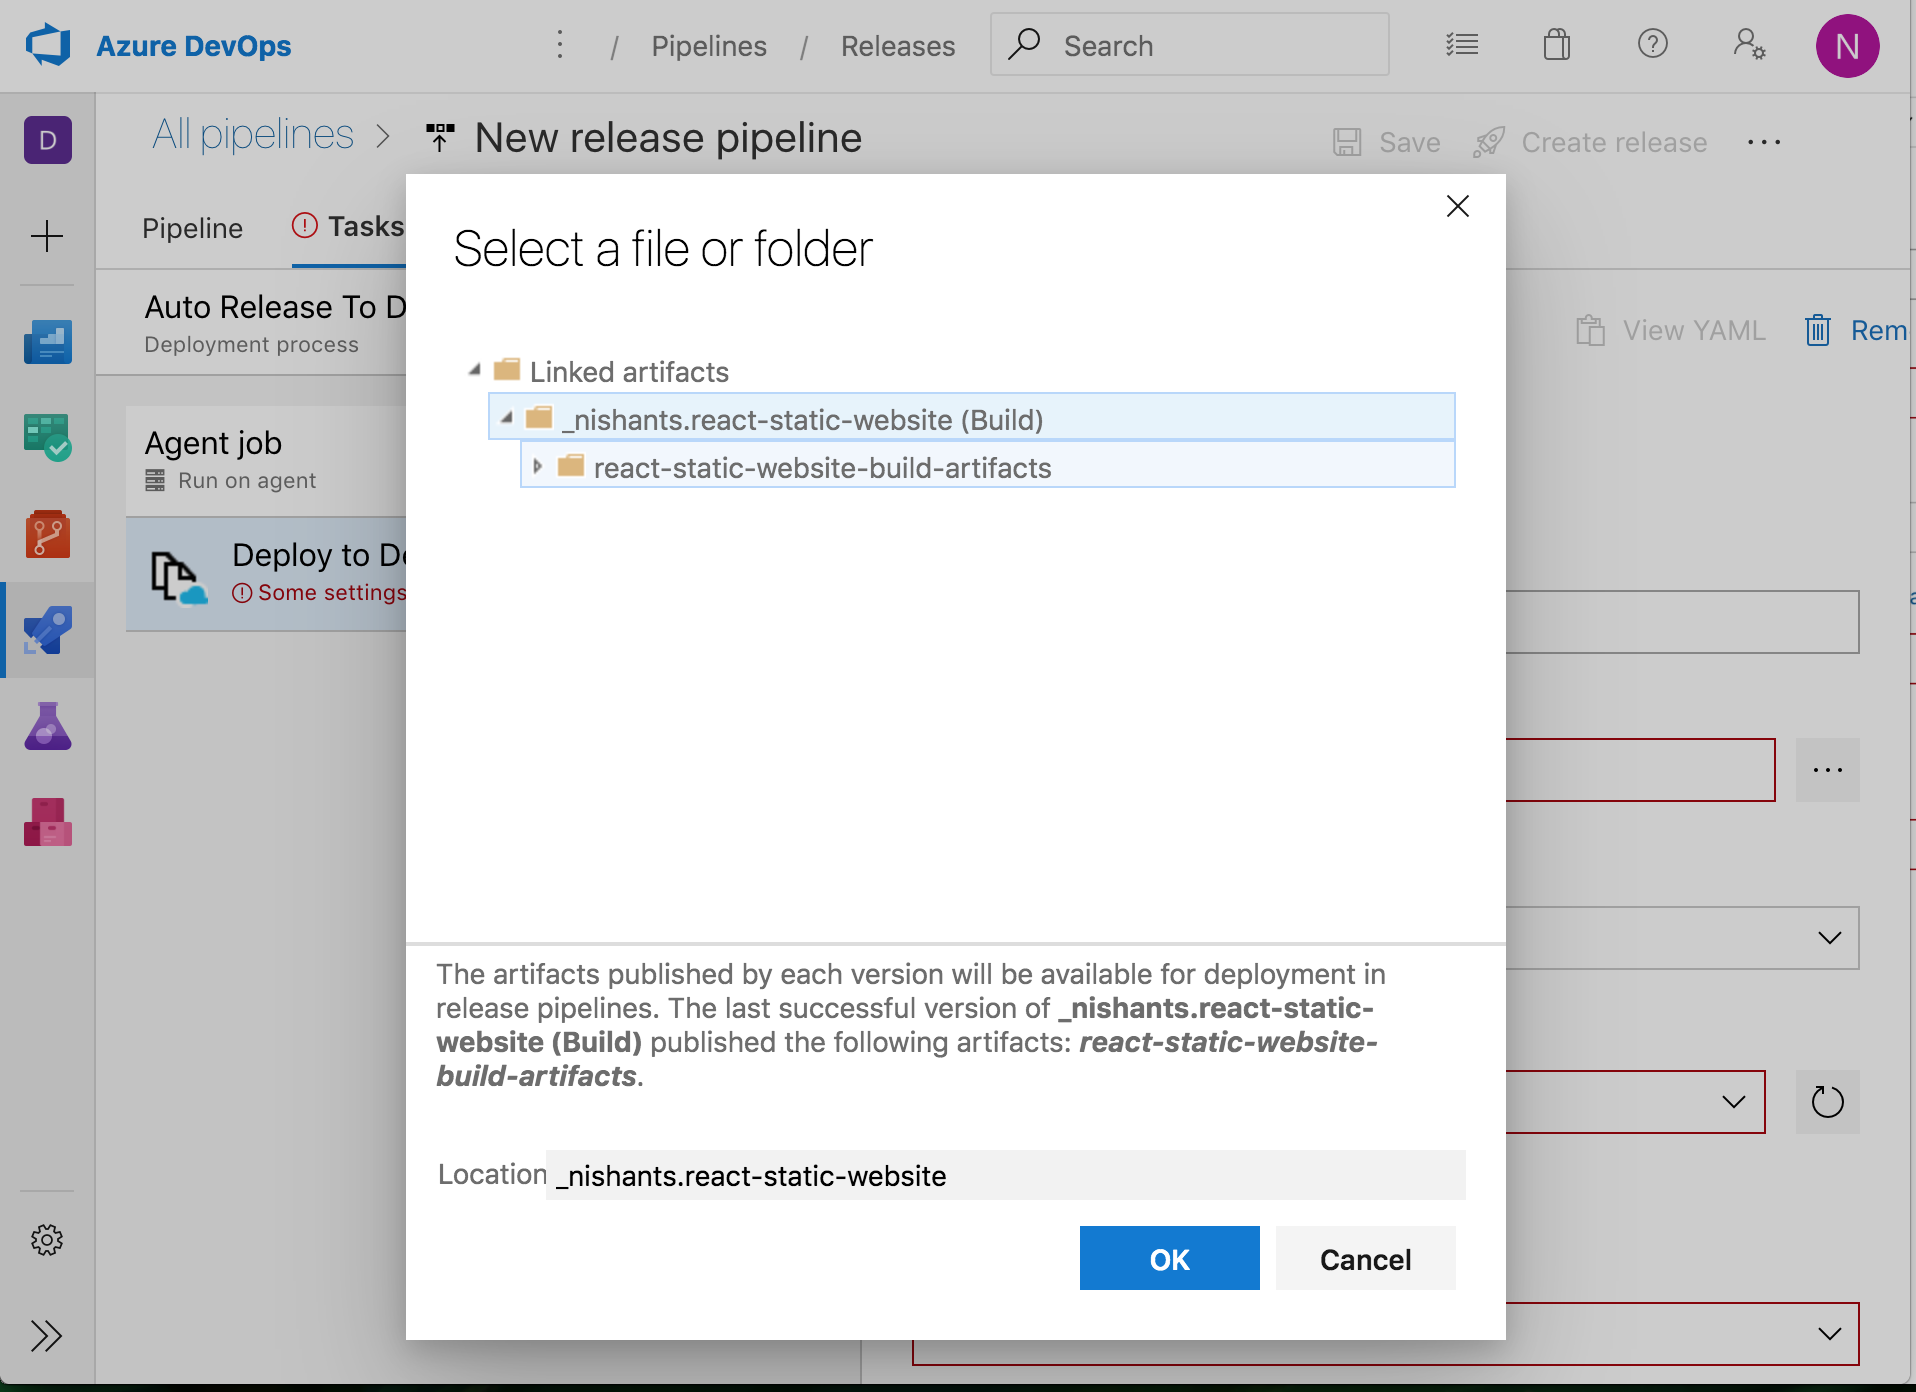 Azure DevOps
/ Pipelines / Releases
Search
N
D
All pipelines
New release pipeline
Save
Create release
Pipeline
Tasks
Auto Release To D
Deployment process
View YAML
Rem
Agent job
Run on agent
Deploy to De
Some settings
Select a file or folder
Linked artifacts
_nishants.react-static-website (Build)
react-static-website-build-artifacts
The artifacts published by each version will be available for deployment in
release pipelines. The last successful version of _nishants.react-static-
website (Build) published the following artifacts: react-static-website-
build-artifacts.
Location
_nishants.react-static-website
OK
Cancel